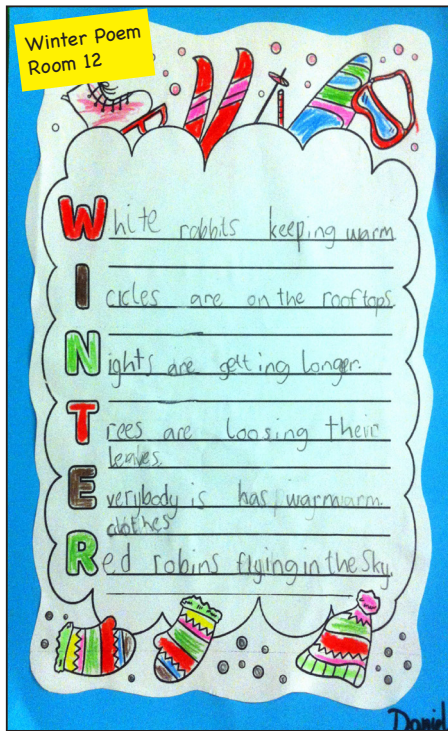 Winter Poem
Room 12
White rabbits keeping warm
Icicles are on the rooftops
Nights are getting longer.
Trees are loosing their
leaves.
Everybody is has warmarm
clothes
Red robins flying in the sky.
Daniel